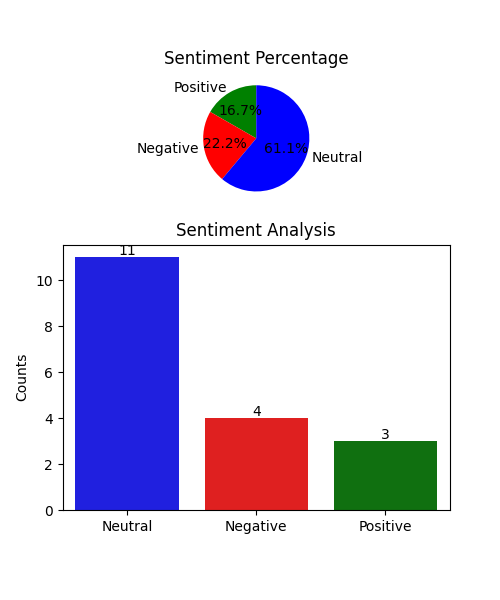 Sentiment Percentage
Positive
16.7%
Negative
22.2%
61.1%
Neutral
Sentiment Analysis
11
10
8
6
4
4
3
2
0
Counts
Neutral Negative Positive